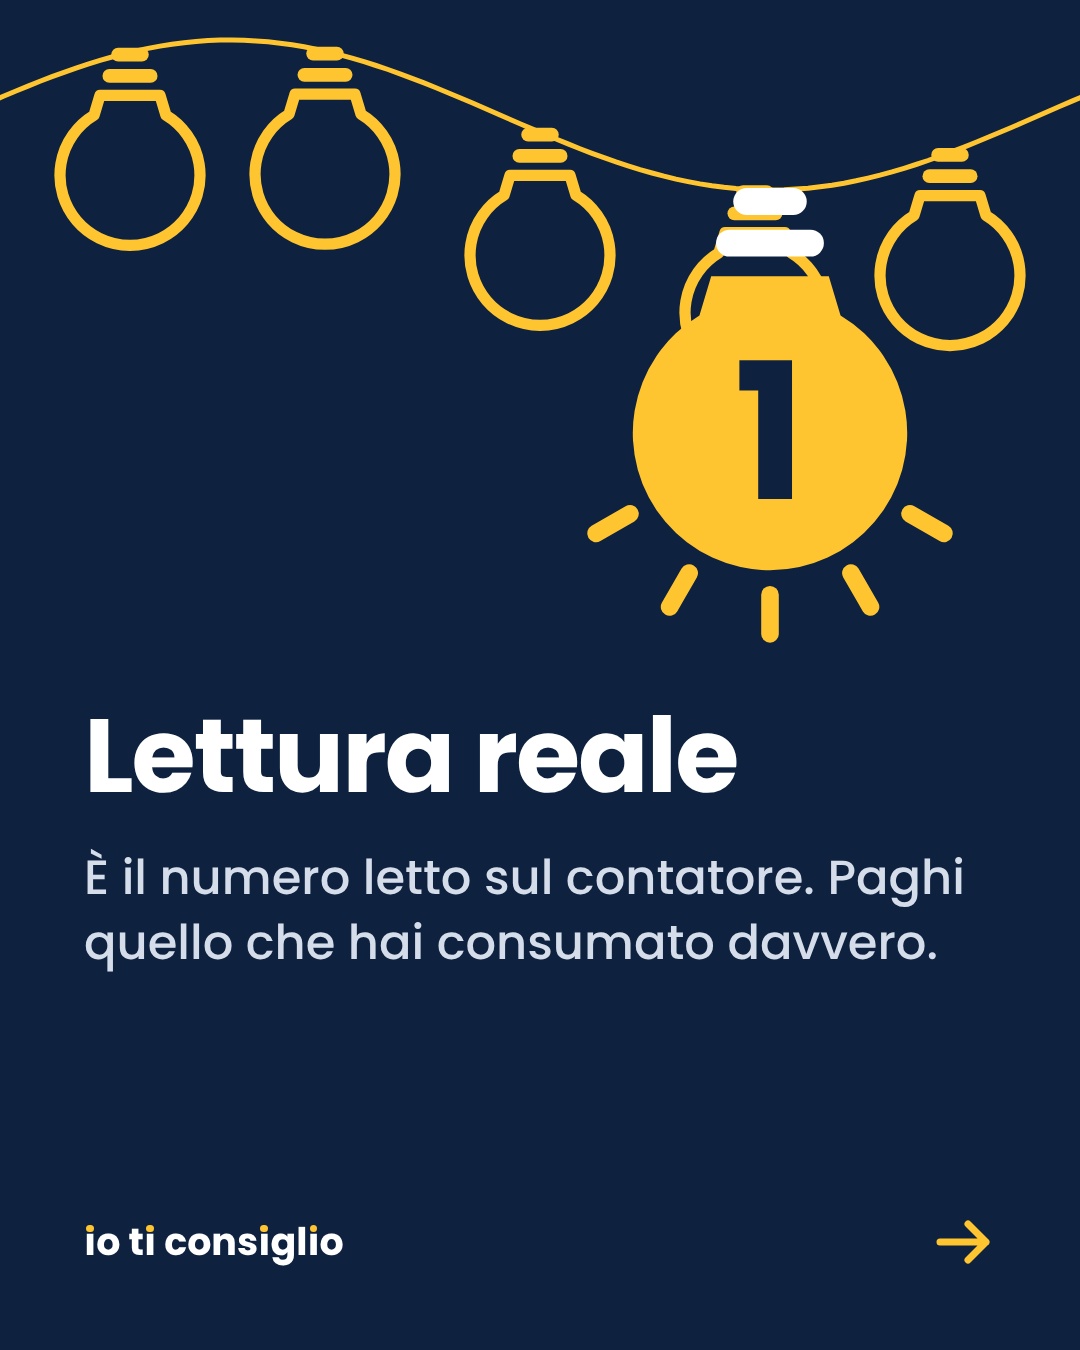 1
Lettura reale
È il numero letto sul contatore. Paghi
quello che hai consumato davvero.
io ti consiglio